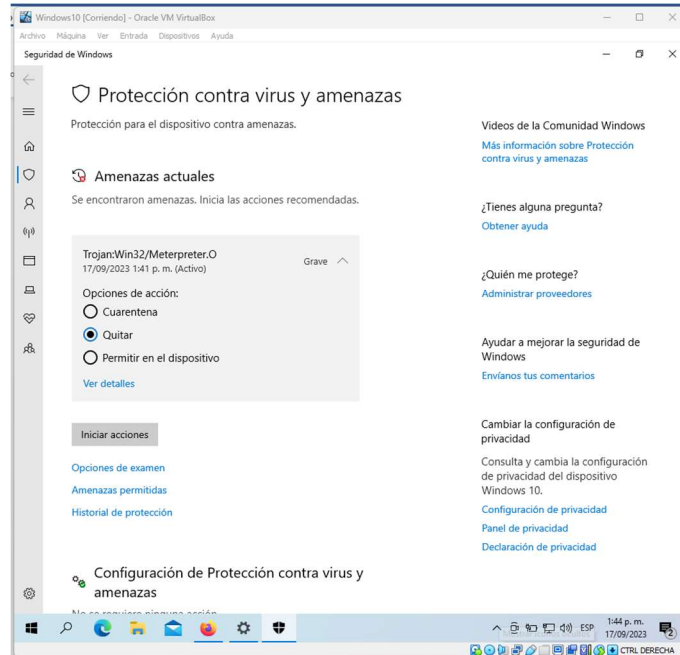 Windows10 [Corriendo] - Oracle VM VirtualBox
Archivo Máquina Ver Entrada Dispositivos Ayuda
Seguridad de Windows
Protección contra virus y amenazas
Protección para el dispositivo contra amenazas.
Amenazas actuales
Se encontraron amenazas. Inicia las acciones recomendadas.
Trojan:Win32/Meterpreter.O
17/09/2023 1:41 p. m. (Activo)
Grave
Opciones de acción:
Cuarentena
Quitar
Permitir en el dispositivo
Ver detalles
Iniciar acciones
Opciones de examen
Amenazas permitidas
Historial de protección
Configuración de Protección contra virus y
amenazas
No se requiere ninguna acción.
Videos de la Comunidad Windows
Más información sobre Protección
contra virus y amenazas
¿Tienes alguna pregunta?
Obtener ayuda
¿Quién me protege?
Administrar proveedores
Ayudar a mejorar la seguridad de
Windows
Envíanos tus comentarios
Cambiar la configuración de
privacidad
Consulta y cambia la configuración
de privacidad del dispositivo
Windows 10.
Configuración de privacidad
Panel de privacidad
Declaración de privacidad
ESP
1:44 p. m.
17/09/2023
2
CTRL DERECHA